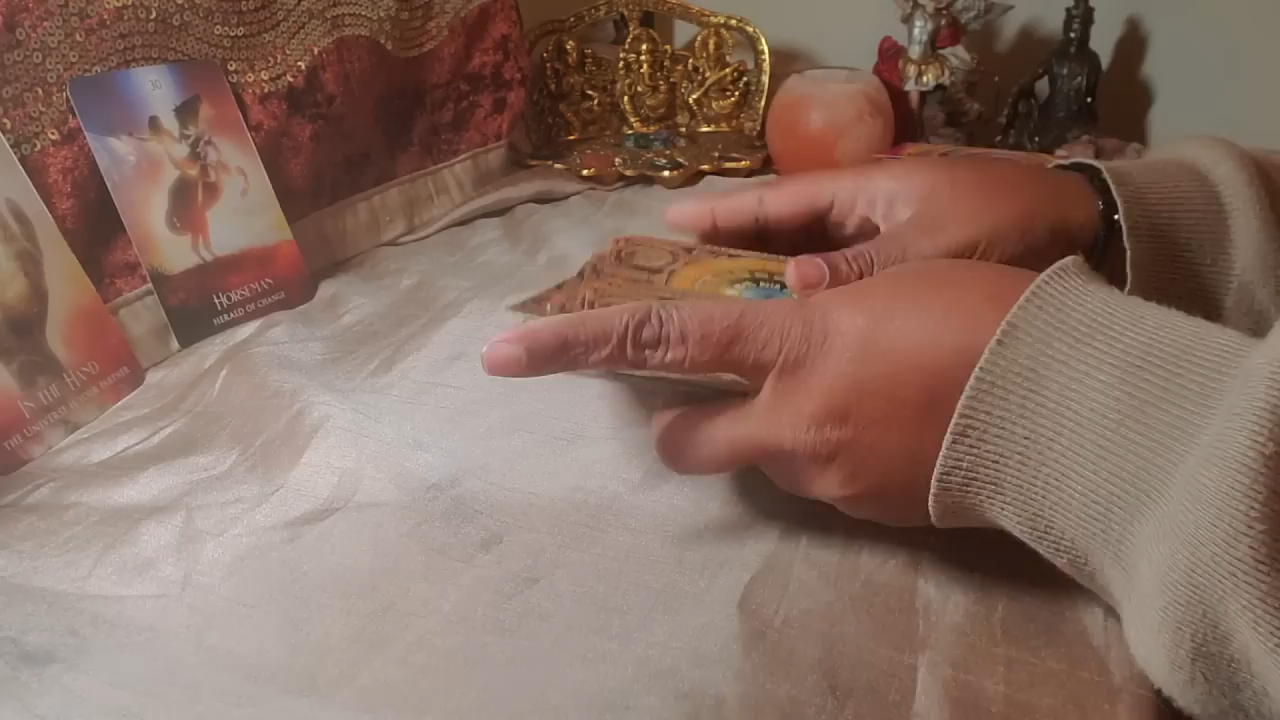 IN THE HAND
THE UNIVERSE IS YOUR PARTNER
30
HORSEMAN
HERALD OF CHANGE